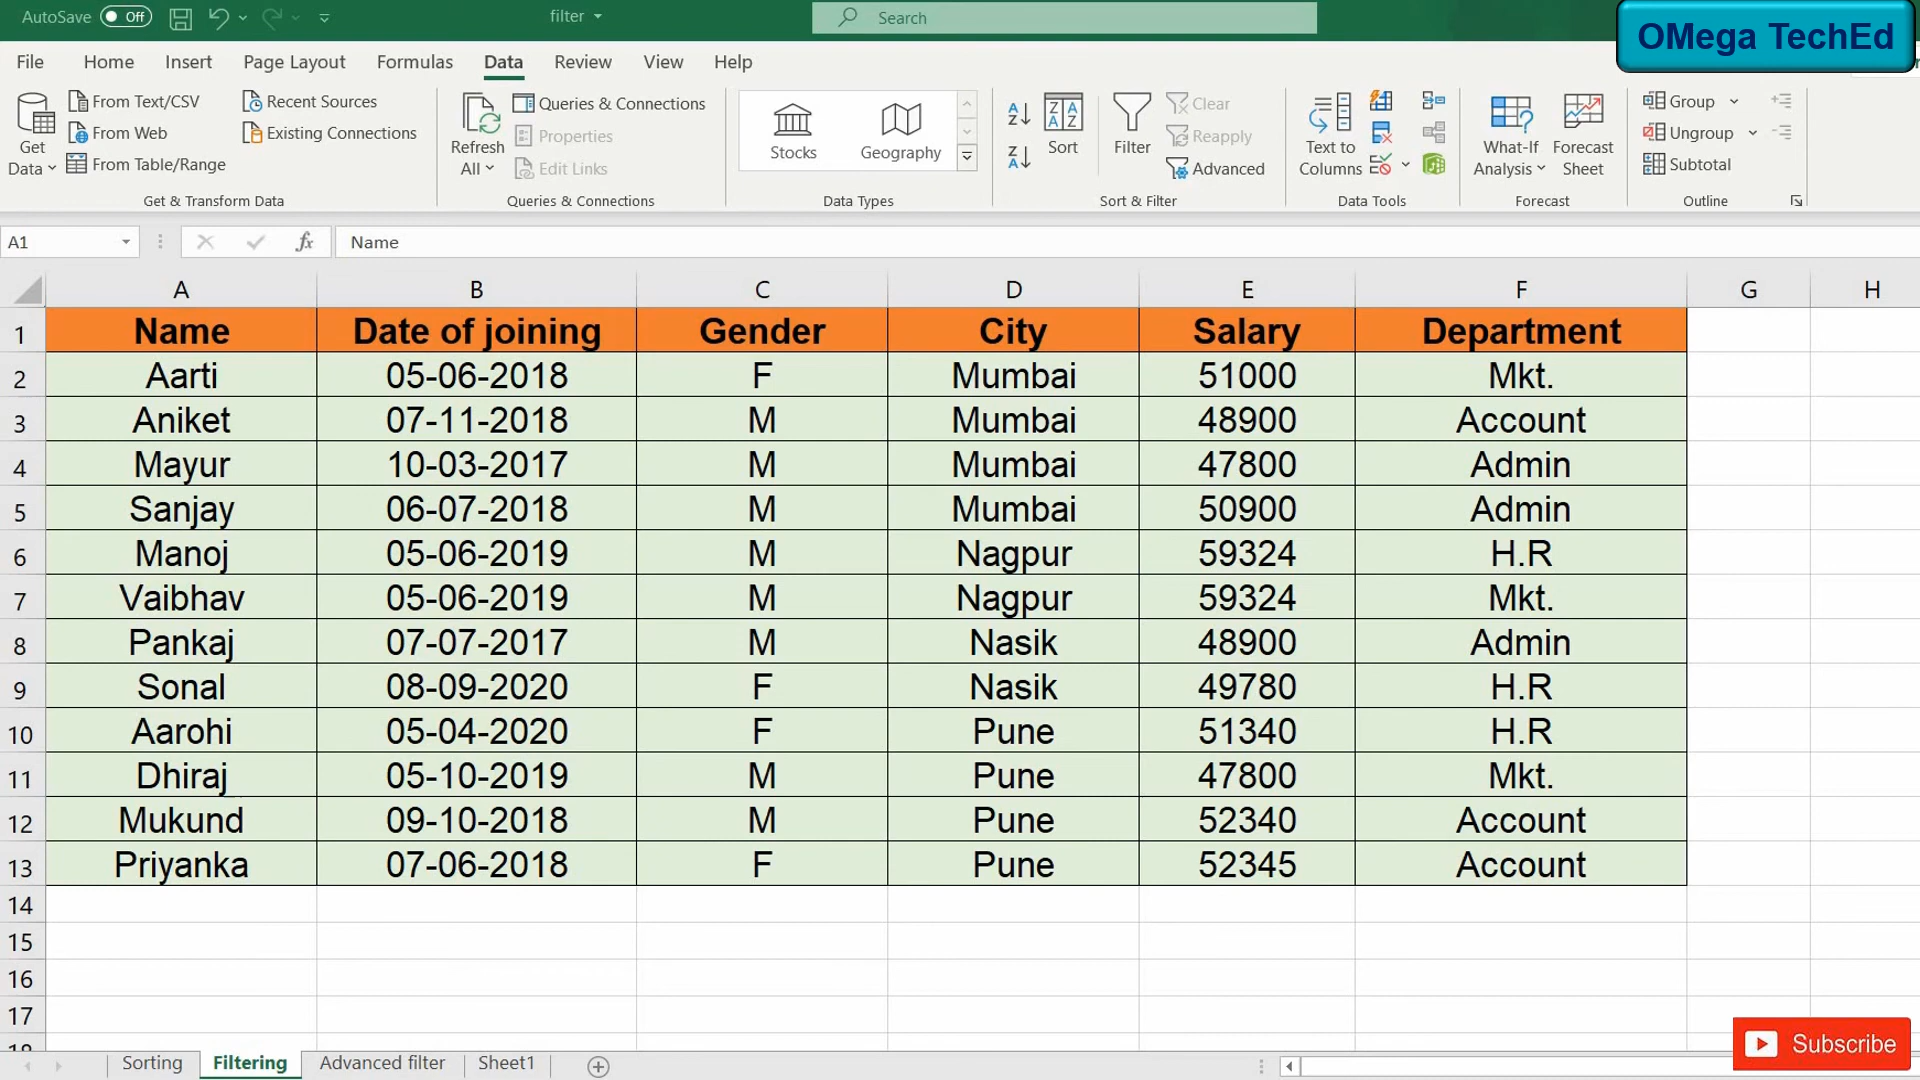 AutoSave Off filter Search OMega TechEd
File Home Insert Page Layout Formulas Data Review View Help
Get Data
From Text/CSV
From Web
From Table/Range
Recent Sources
Existing Connections
Get & Transform Data
Refresh All
Queries & Connections
Properties
Edit Links
Queries & Connections
Stocks Geography
Data Types
Sort
Filter
Clear
Reapply
Advanced
Sort & Filter
Text to Columns
Data Tools
What-If Analysis
Forecast Sheet
Forecast
Group
Ungroup
Subtotal
Outline
A1 fx Name
A B C D E F G H
1 Name Date of joining Gender City Salary Department
2 Aarti 05-06-2018 F Mumbai 51000 Mkt.
3 Aniket 07-11-2018 M Mumbai 48900 Account
4 Mayur 10-03-2017 M Mumbai 47800 Admin
5 Sanjay 06-07-2018 M Mumbai 50900 Admin
6 Manoj 05-06-2019 M Nagpur 59324 H.R
7 Vaibhav 05-06-2019 M Nagpur 59324 Mkt.
8 Pankaj 07-07-2017 M Nasik 48900 Admin
9 Sonal 08-09-2020 F Nasik 49780 H.R
10 Aarohi 05-04-2020 F Pune 51340 H.R
11 Dhiraj 05-10-2019 M Pune 47800 Mkt.
12 Mukund 09-10-2018 M Pune 52340 Account
13 Priyanka 07-06-2018 F Pune 52345 Account
14
15
16
17
Sorting Filtering Advanced filter Sheet1 Subscribe